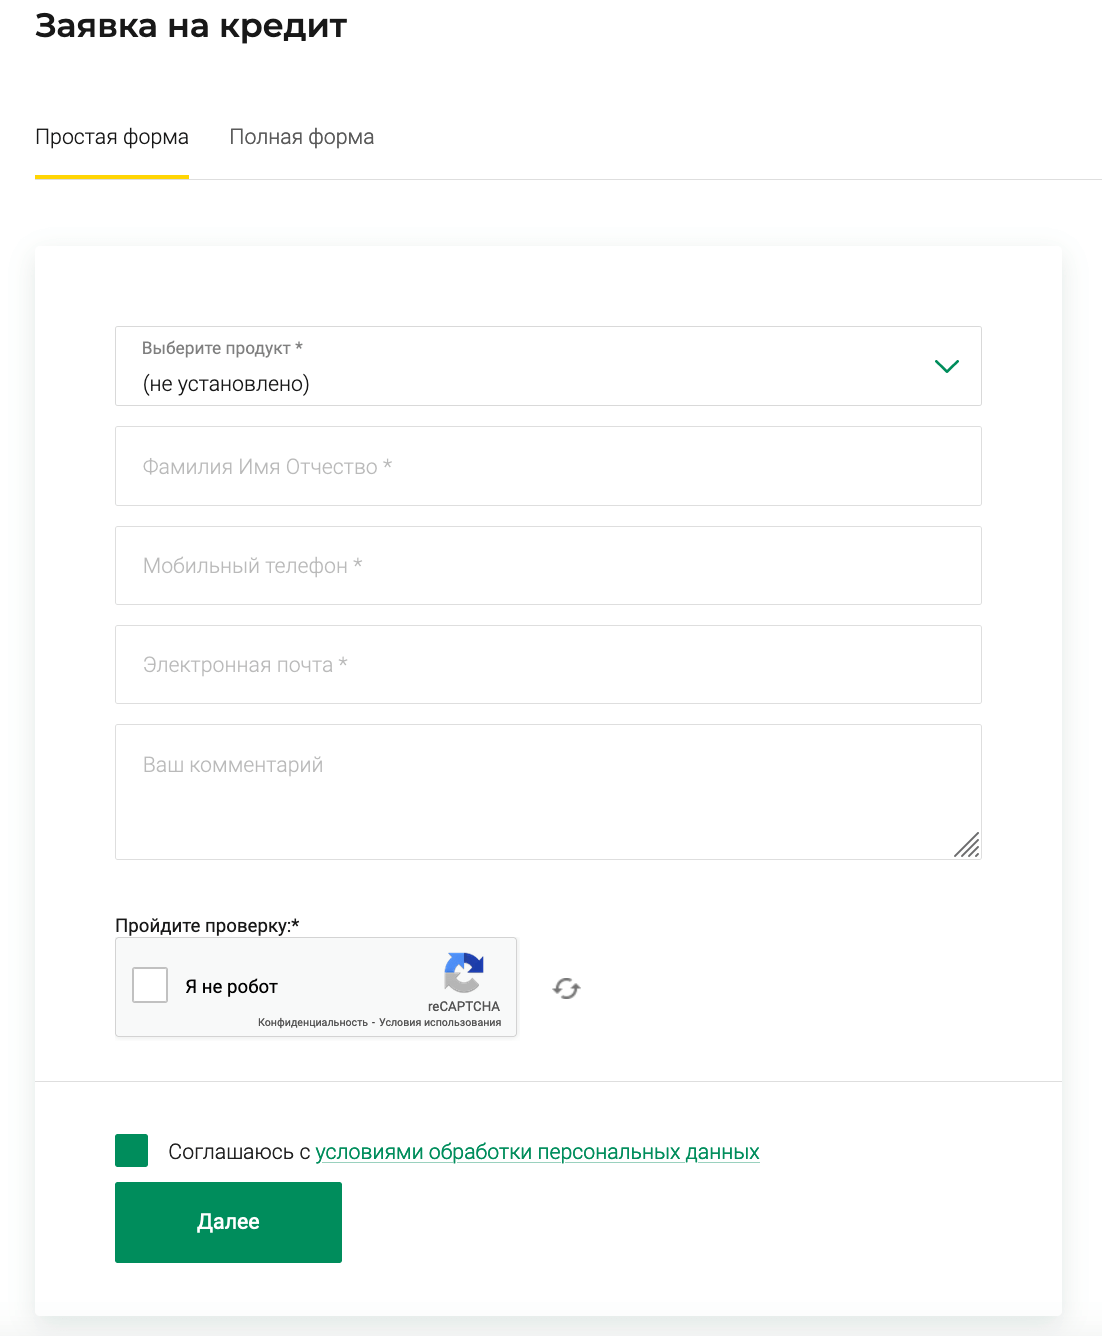 Заявка на кредит
Простая форма
Полная форма
Выберите продукт *
(не установлено)
Фамилия Имя Отчество *
Мобильный телефон *
Электронная почта *
Ваш комментарий
Пройдите проверку:*
Я не робот
reCAPTCHA
Конфиденциальность - Условия использования
Соглашаюсь с условиями обработки персональных данных
Далее